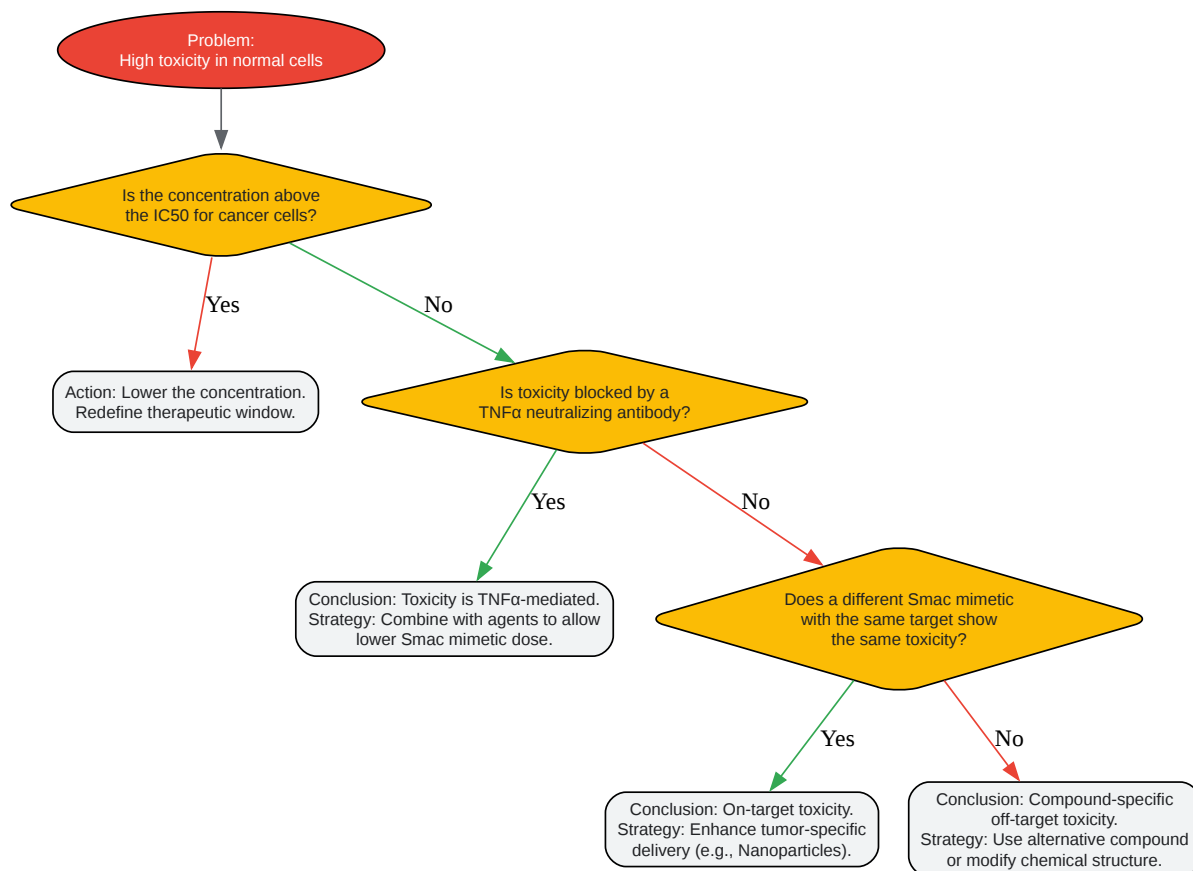 Problem:
High toxicity in normal cells
Is the concentration above
the IC50 for cancer cells?
Yes
No
Action: Lower the concentration.
Redefine therapeutic window.
Is toxicity blocked by a
TNFα neutralizing antibody?
Yes
No
Conclusion: Toxicity is TNFα-mediated.
Strategy: Combine with agents to allow
lower Smac mimetic dose.
Does a different Smac mimetic
with the same target show
the same toxicity?
Yes
No
Conclusion: On-target toxicity.
Strategy: Enhance tumor-specific
delivery (e.g., Nanoparticles).
Conclusion: Compound-specific
off-target toxicity.
Strategy: Use alternative compound
or modify chemical structure.